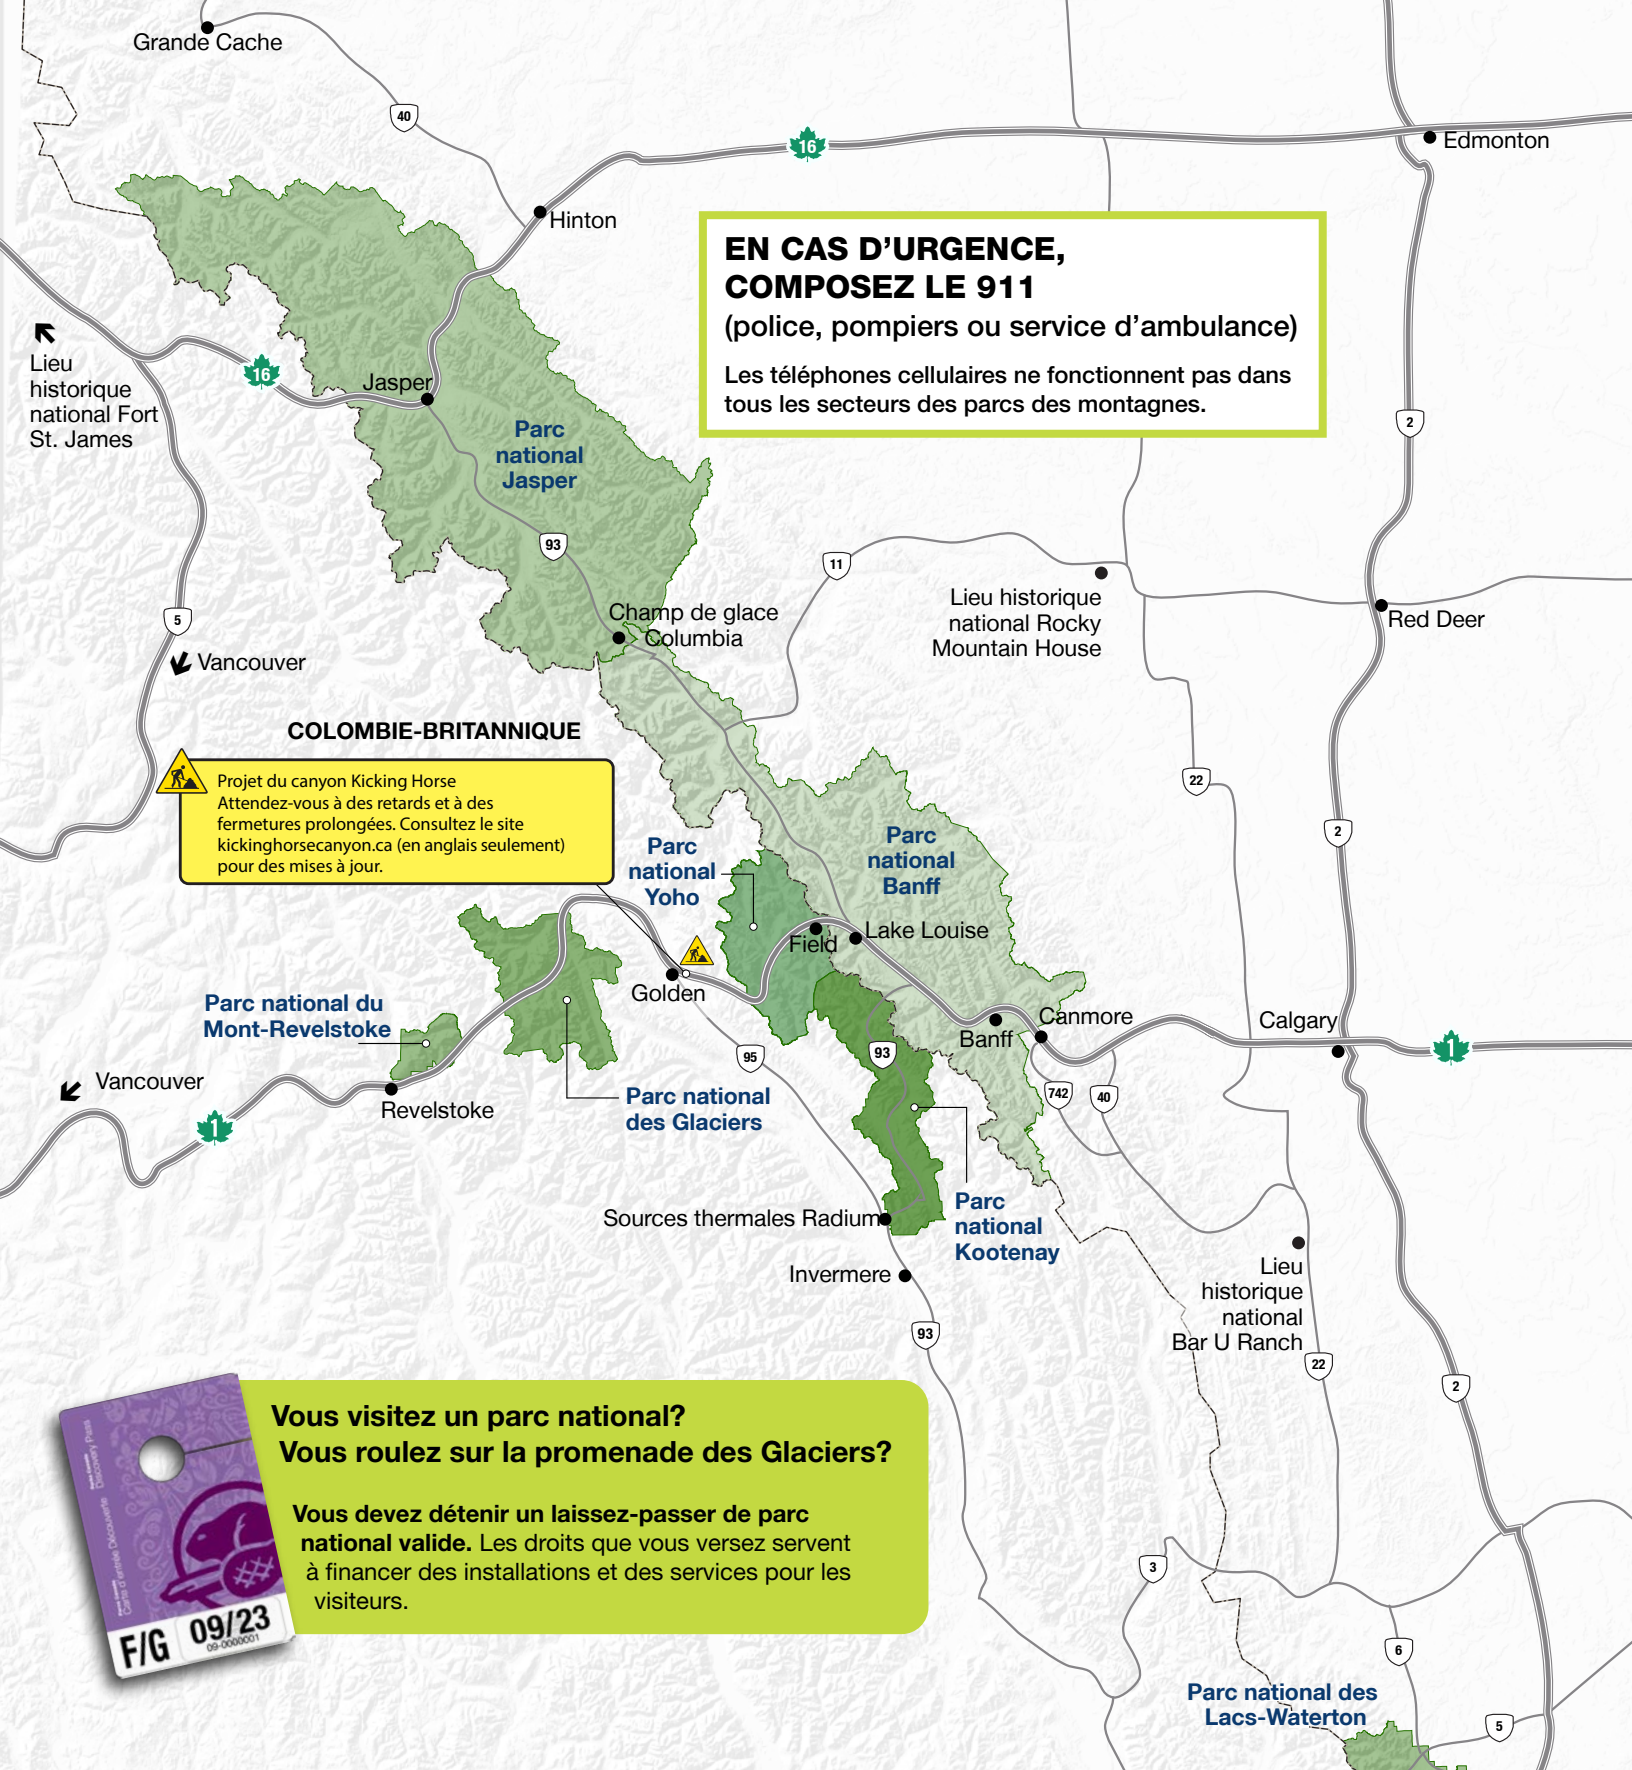 Grande Cache
40
16
Edmonton
Hinton
EN CAS D’URGENCE,
COMPOSEZ LE 911
(police, pompiers ou service d’ambulance)
Les téléphones cellulaires ne fonctionnent pas dans
tous les secteurs des parcs des montagnes.
Lieu
historique
national Fort
St. James
16
Jasper
Parc
national
Jasper
2
93
11
Lieu historique
national Rocky
Mountain House
Red Deer
Champ de glace
Columbia
5
Vancouver
COLOMBIE-BRITANNIQUE
Projet du canyon Kicking Horse
Attendez-vous à des retards et à des
fermetures prolongées. Consultez le site
kickinghorsecanyon.ca (en anglais seulement)
pour des mises à jour.
22
2
Parc
national
Yoho
Parc
national
Banff
Field
Lake Louise
Golden
Parc national du
Mont-Revelstoke
Banff
Canmore
Calgary
1
95
93
742
40
Vancouver
1
Revelstoke
Parc national
des Glaciers
Sources thermales Radium
Parc
national
Kootenay
Invermere
Lieu
historique
national
Bar U Ranch
93
22
2
Vous visitez un parc national?
Vous roulez sur la promenade des Glaciers?
Vous devez détenir un laissez-passer de parc
national valide. Les droits que vous versez servent
à financer des installations et des services pour les
visiteurs.
Discovery Pass
Carte d’entrée Découverte
F/G
09/23
09-0000001
3
6
Parc national des
Lacs-Waterton
5